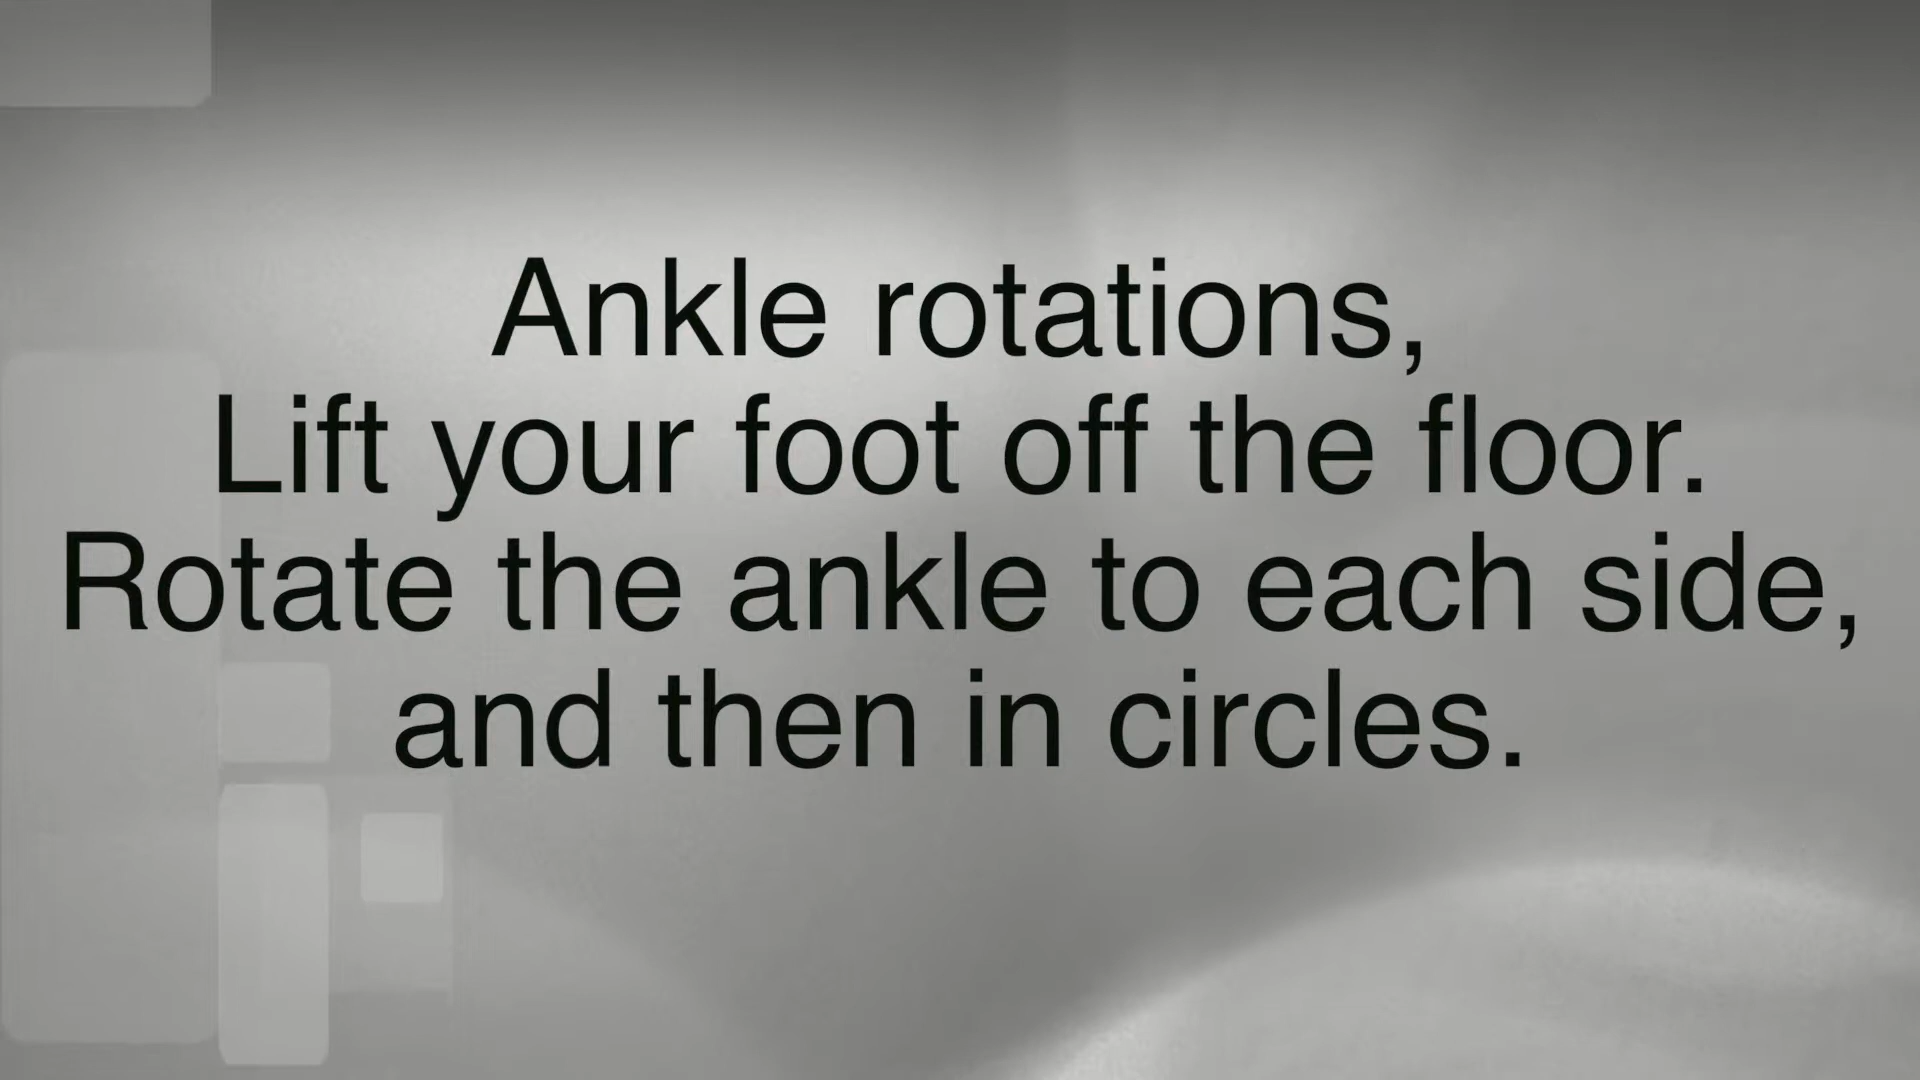 Ankle rotations,
Lift your foot off the floor.
Rotate the ankle to each side,
and then in circles.